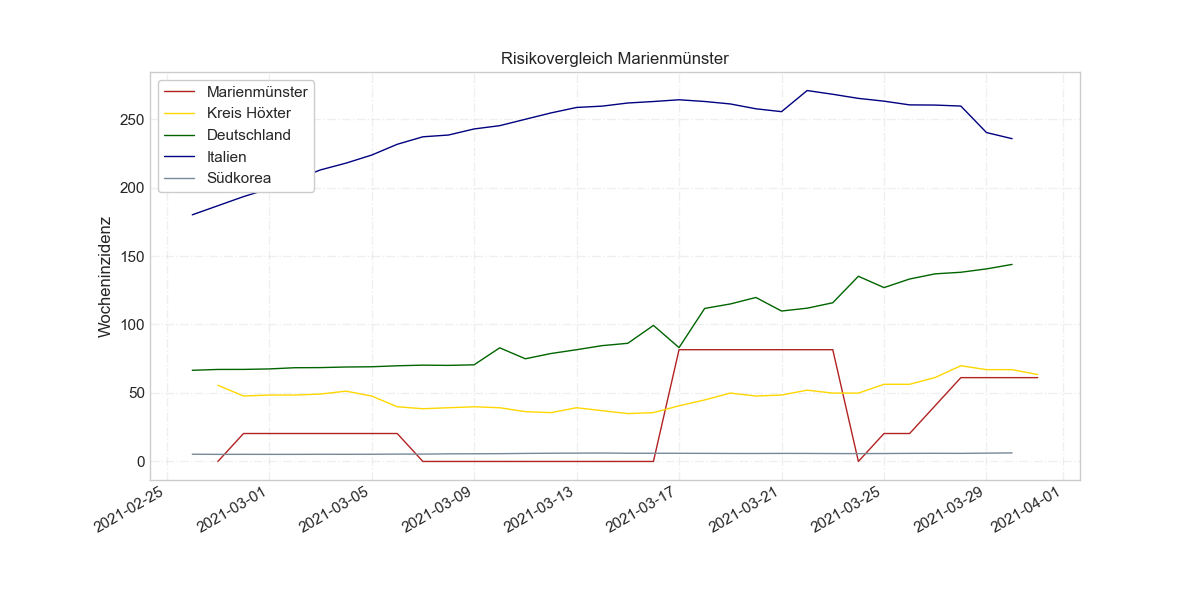 Risikovergleich Marienmünster
Marienmünster
Kreis Höxter
Deutschland
Italien
Südkorea
Wocheninzidenz
250
200
150
100
50
0
2021-02-25
2021-03-01
2021-03-05
2021-03-09
2021-03-13
2021-03-17
2021-03-21
2021-03-25
2021-03-29
2021-04-01